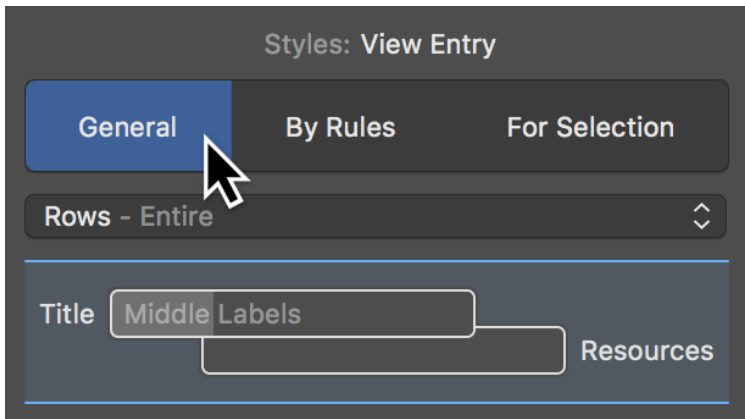 Styles: View Entry
General By Rules For Selection
Rows - Entire
Title Middle Labels
Resources